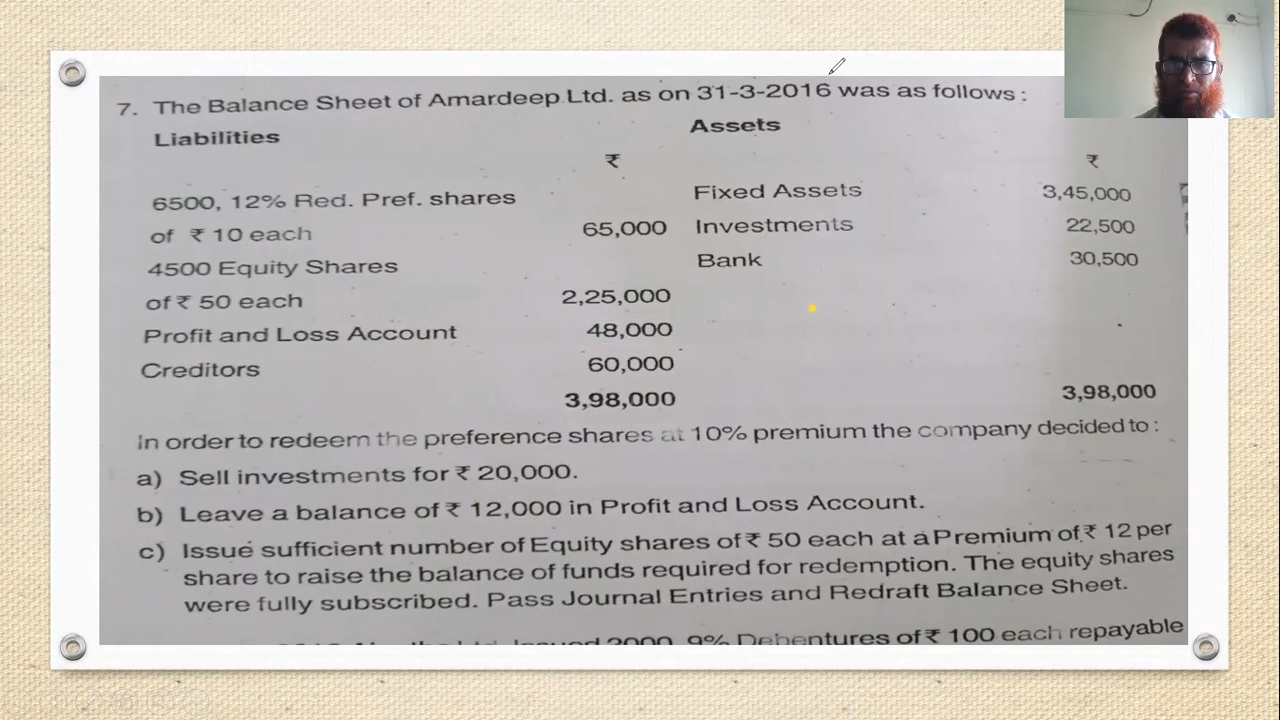 7. The Balance Sheet of Amardeep Ltd. as on 31-3-2016 was as follows :
Liabilities Assets
₹ ₹
6500, 12% Red. Pref. shares Fixed Assets 3,45,000
of ₹ 10 each 65,000 Investments 22,500
4500 Equity Shares Bank 30,500
of ₹ 50 each 2,25,000
Profit and Loss Account 48,000
Creditors 60,000
3,98,000 3,98,000
In order to redeem the preference shares at 10% premium the company decided to :
a) Sell investments for ₹ 20,000.
b) Leave a balance of ₹ 12,000 in Profit and Loss Account.
c) Issue sufficient number of Equity shares of ₹ 50 each at a Premium of ₹ 12 per
share to raise the balance of funds required for redemption. The equity shares
were fully subscribed. Pass Journal Entries and Redraft Balance Sheet.
Ltd. Issued 2000, 9% Debentures of ₹ 100 each repayable